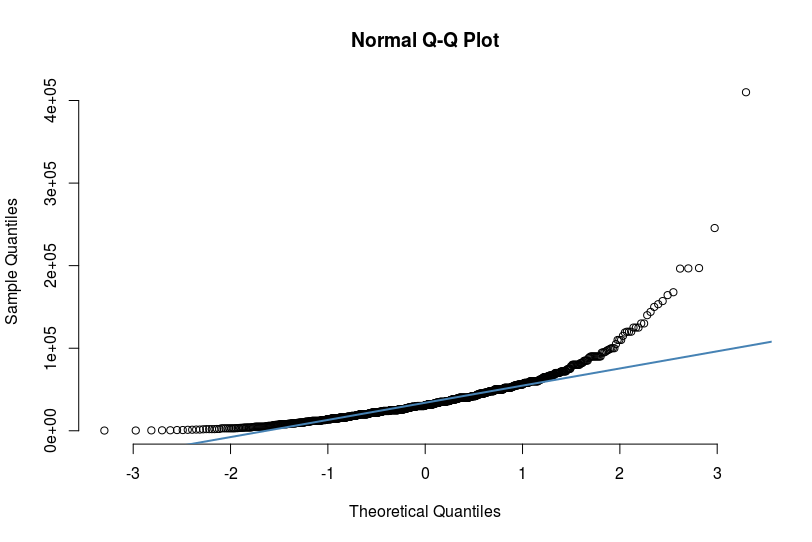 Normal Q-Q Plot
4e+05
3e+05
2e+05
1e+05
0e+00
Sample Quantiles
-3 -2 -1 0 1 2 3
Theoretical Quantiles